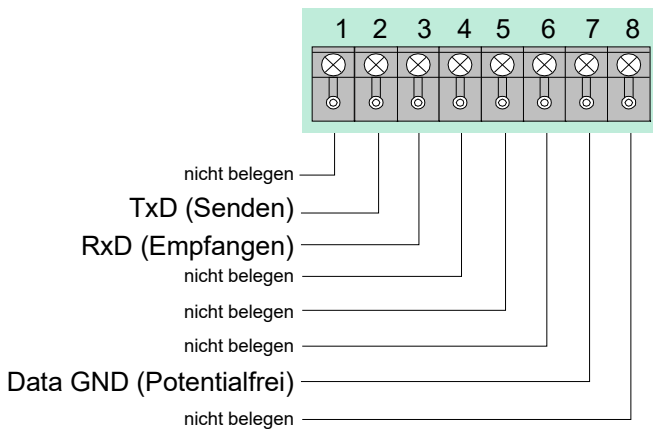 1 2 3 4 5 6 7 8
nicht belegen
TxD (Senden)
RxD (Empfangen)
nicht belegen
nicht belegen
nicht belegen
Data GND (Potentialfrei)
nicht belegen